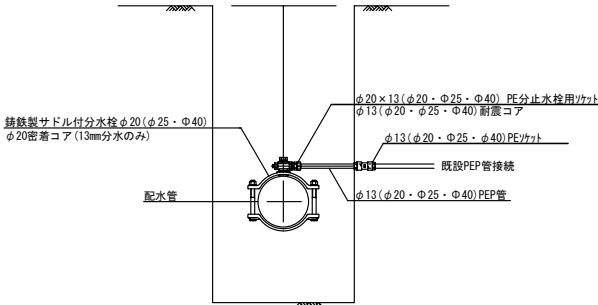 φ20×13(φ20・Φ25・Φ40) PE分止水栓用ソケット
φ13(φ20・φ25・Φ40)耐震コア
鋳鉄製サドル付分水栓φ20(φ25・Φ40)
φ20密着コア(13mm分水のみ)
φ13(φ20・Φ25・φ40)PEソケット
既設PEP管接続
配水管
φ13(φ20・Φ25・Φ40)PEP管